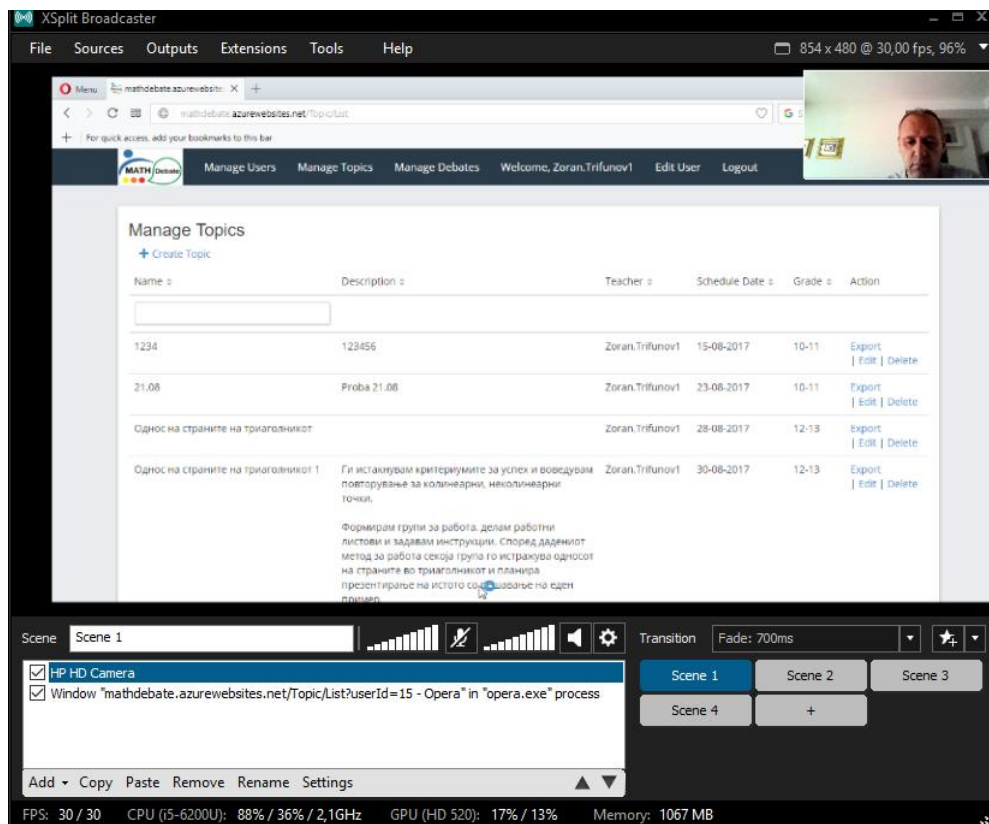 XSplit Broadcaster
File Sources Outputs Extensions Tools Help 854 x 480 @ 30,00 fps, 96%
Menu mathdebate.azurewebsite
mathdebate.azurewebsites.net/Topic/List
For quick access, add your bookmarks to this bar
MATH Debate Manage Users Manage Topics Manage Debates Welcome, Zoran.Trifunov1 Edit User Logout
Manage Topics
+ Create Topic
Name Description Teacher Schedule Date Grade Action
1234 123456 Zoran.Trifunov1 15-08-2017 10-11 Export
| Edit | Delete
21.08 Proba 21.08 Zoran.Trifunov1 23-08-2017 10-11 Export
| Edit | Delete
Однос на страните на триаголникот Zoran.Trifunov1 28-08-2017 12-13 Export
| Edit | Delete
Однос на страните на триаголникот 1 Ги истакнувам критериумите за успех и воведувам Zoran.Trifunov1 30-08-2017 12-13 Export
повторување за колинеарни, неколинеарни | Edit | Delete
точки.
Формирам групи за работа, делам работни
листови и задавам инструкции. Според дадениот
метод за работа секоја група го истражува односот
на страните во триаголникот и планира
презентирање на истото со на еден
пример.
Scene Scene 1 Transition Fade: 700ms
HP HD Camera
Window "mathdebate.azurewebsites.net/Topic/List?userId=15 - Opera" in "opera.exe" process
Scene 1 Scene 2 Scene 3
Scene 4 +
Add Copy Paste Remove Rename Settings
FPS: 30 / 30 CPU (i5-6200U): 88% / 36% / 2,1GHz GPU (HD 520): 17% / 13% Memory: 1067 MB